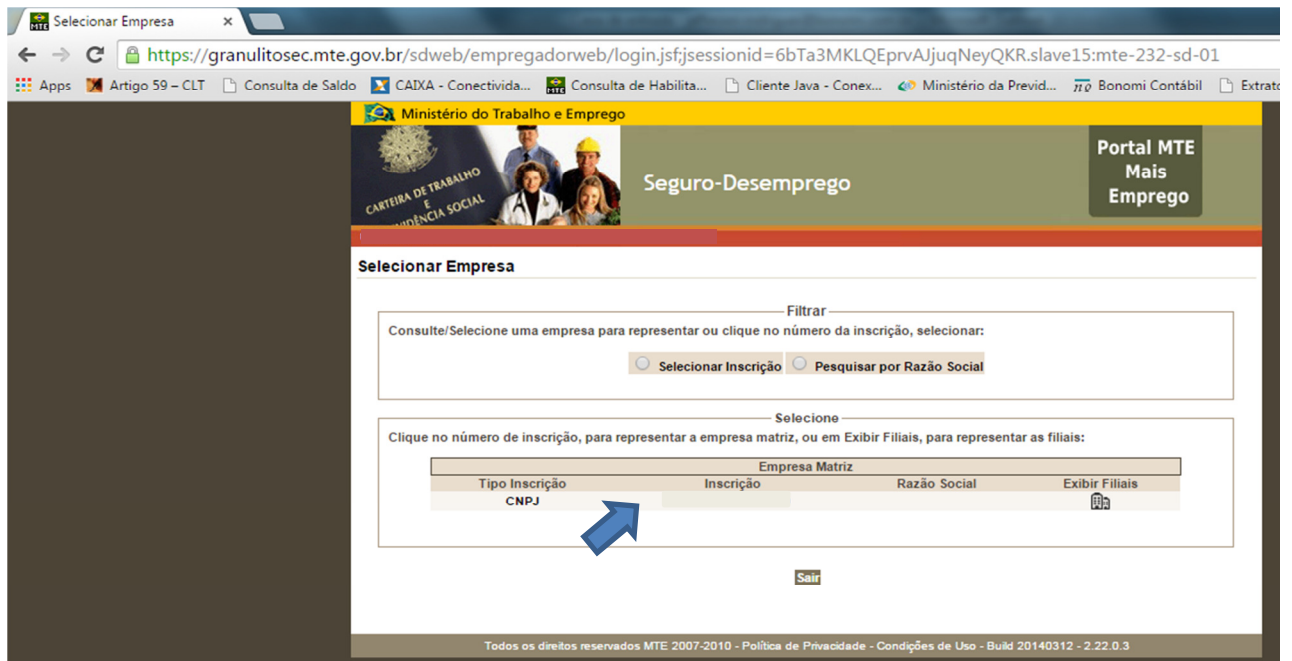 MTE Selecionar Empresa ×
https://granulitosec.mte.gov.br/sdweb/empregadorweb/login.jsf;jsessionid=6bTa3MKLQEprvAJjuqNeyQKR.slave15:mte-232-sd-01
Apps Artigo 59 – CLT Consulta de Saldo CAIXA - Conectivida... MTE Consulta de Habilita... Cliente Java - Conex... Ministério da Previd... Bonomi Contábil Extrato
Ministério do Trabalho e Emprego
CARTEIRA DE TRABALHO
E
Seguro-Desemprego
Portal MTE
Mais
Emprego
Selecionar Empresa
Filtrar
Consulte/Selecione uma empresa para representar ou clique no número da inscrição, selecionar:
Selecionar Inscrição Pesquisar por Razão Social
Selecione
Clique no número de inscrição, para representar a empresa matriz, ou em Exibir Filiais, para representar as filiais:
Empresa Matriz
Tipo Inscrição Inscrição Razão Social Exibir Filiais
CNPJ
Sair
Todos os direitos reservados MTE 2007-2010 - Política de Privacidade - Condições de Uso - Build 20140312 - 2.22.0.3